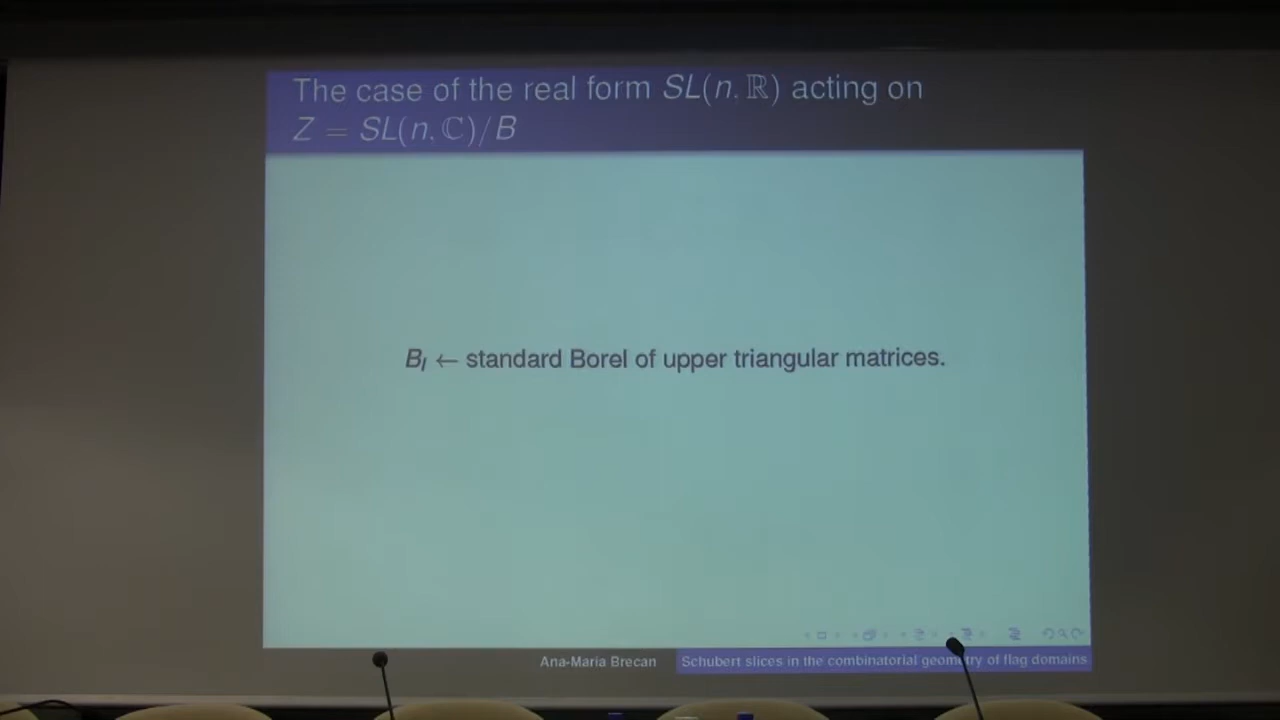 The case of the real form SL(n, ℝ) acting on
Z = SL(n, ℂ)/B
B_I ← standard Borel of upper triangular matrices.
Ana-Maria Brecan
Schubert slices in the combinatorial geometry of flag domains